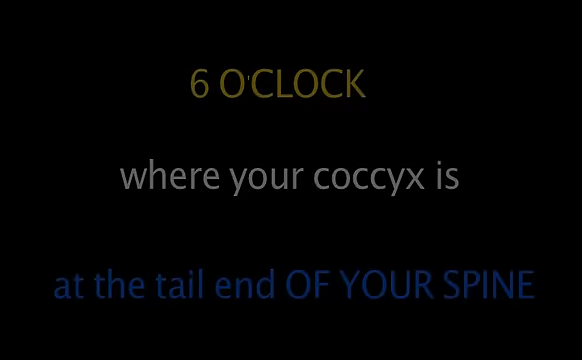 6 O'CLOCK
where your coccyx is
at the tail end OF YOUR SPINE